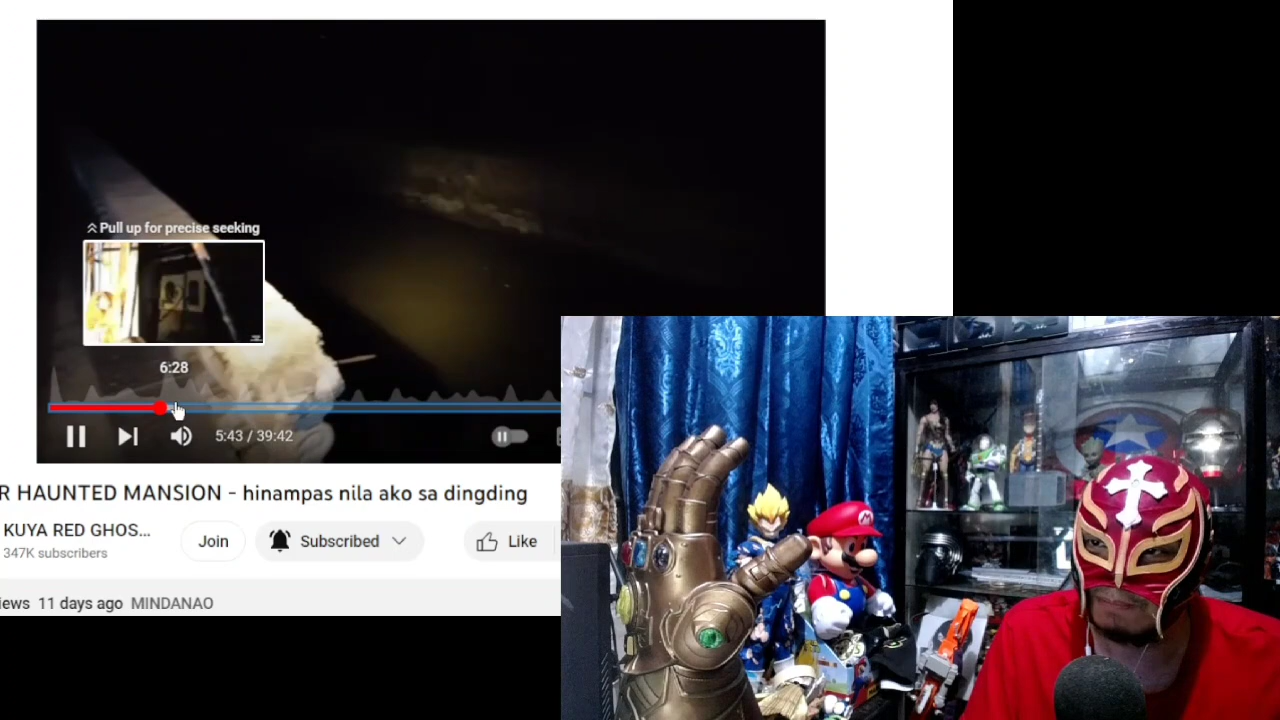 Pull up for precise seeking
6:28
5:43 / 39:42
R HAUNTED MANSION - hinampas nila ako sa dingding
KUYA RED GHOS...
Join
Subscribed
Like
347K subscribers
iews 11 days ago MINDANAO